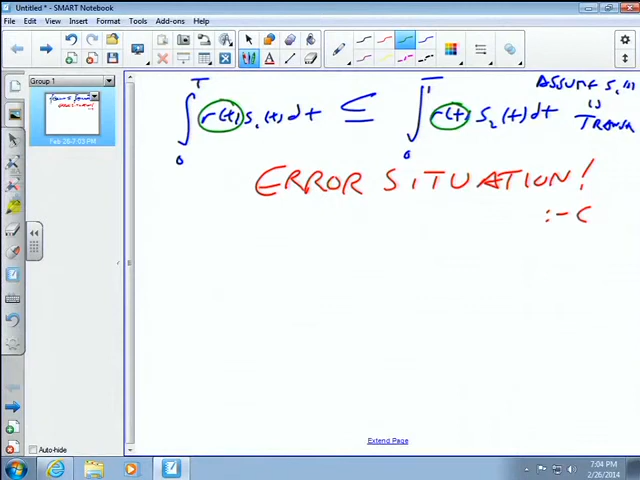 Untitled * - SMART Notebook
File Edit View Insert Format Tools Add-ons Help
Group 1
Feb 26-7:03
T T ASSUME S₁(t)
∫ r(t) s₁(t) dt ≤ ∫ r(t) s₂(t) dt is
0 0 TRANSM
ERROR SITUATION!
:-(
Extend Page
Auto-hide
7:04 PM
2/26/2014